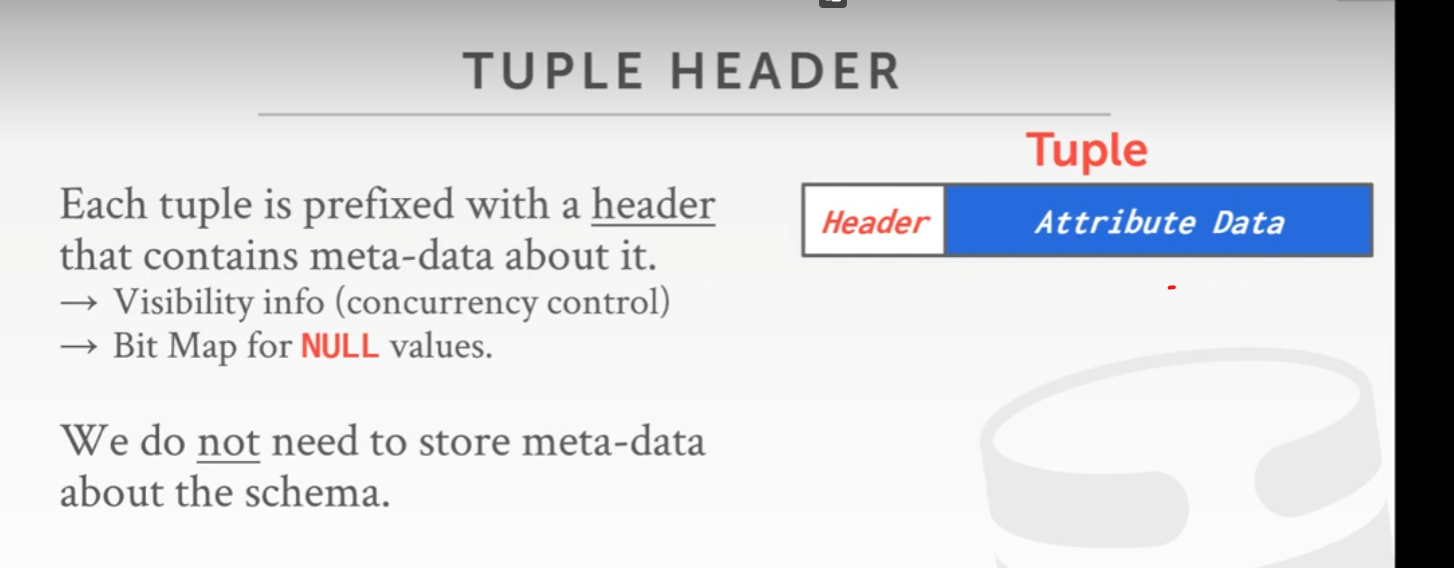 TUPLE HEADER
Each tuple is prefixed with a header
that contains meta-data about it.
→ Visibility info (concurrency control)
→ Bit Map for NULL values.
We do not need to store meta-data
about the schema.
Tuple
Header Attribute Data